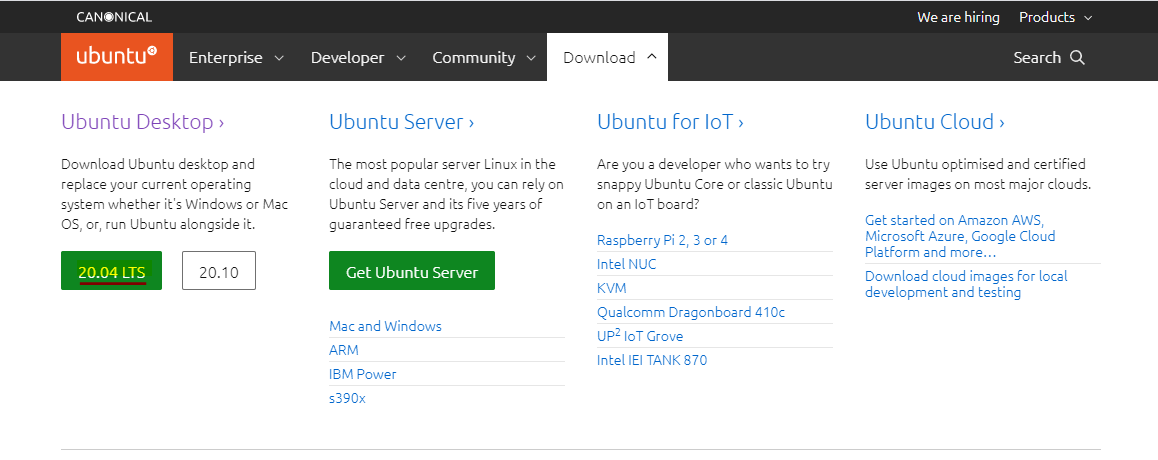 CANONICAL
We are hiring
Products
ubuntu
Enterprise
Developer
Community
Download
Search
Ubuntu Desktop ›
Download Ubuntu desktop and
replace your current operating
system whether it's Windows or Mac
OS, or, run Ubuntu alongside it.
20.04 LTS
20.10
Ubuntu Server ›
The most popular server Linux in the
cloud and data centre, you can rely on
Ubuntu Server and its five years of
guaranteed free upgrades.
Get Ubuntu Server
Mac and Windows
ARM
IBM Power
s390x
Ubuntu for IoT ›
Are you a developer who wants to try
snappy Ubuntu Core or classic Ubuntu
on an IoT board?
Raspberry Pi 2, 3 or 4
Intel NUC
KVM
Qualcomm Dragonboard 410c
UP² IoT Grove
Intel IEI TANK 870
Ubuntu Cloud ›
Use Ubuntu optimised and certified
server images on most major clouds.
Get started on Amazon AWS,
Microsoft Azure, Google Cloud
Platform and more…
Download cloud images for local
development and testing